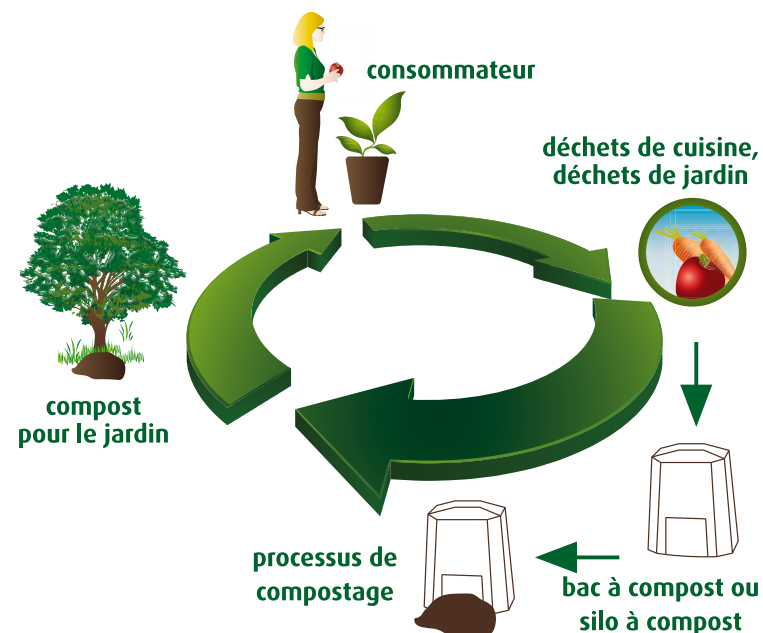 consommateur
déchets de cuisine,
déchets de jardin
bac à compost ou
silo à compost
processus de
compostage
compost
pour le jardin